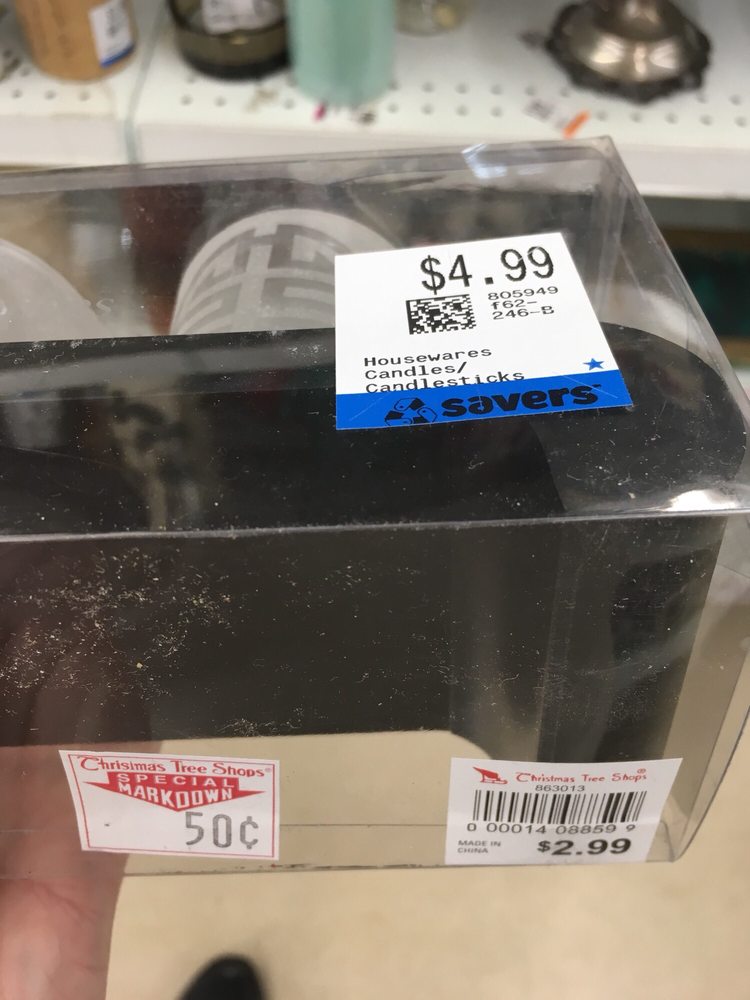 $4.99
805949
f62-
246-B
Housewares
Candles/
Candlesticks
savers
Christmas Tree Shops®
SPECIAL
MARKDOWN
50¢
Christmas Tree Shops®
863013
0 00014 08859 9
MADE IN
CHINA
$2.99